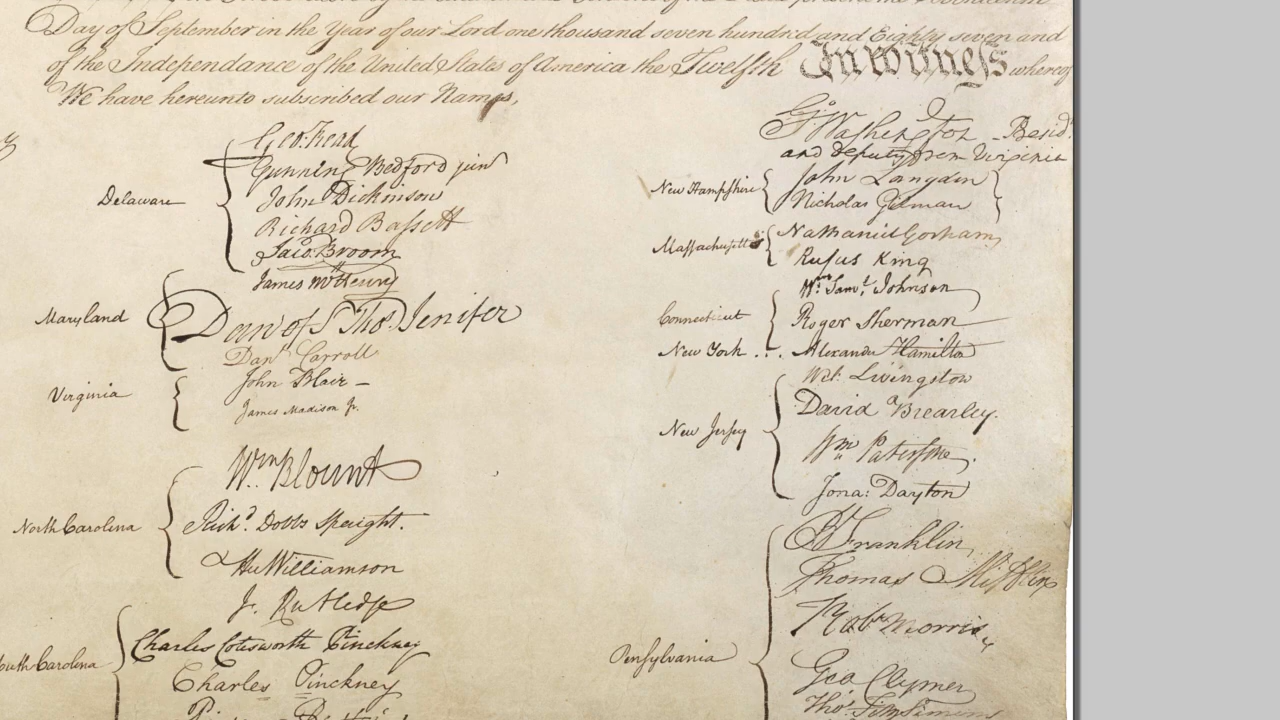 Day of September in the Year of our Lord one thousand seven hundred and Eighty seven and
of the Independance of the United States of America the Twelfth In witness whereof
We have hereunto subscribed our Names,
Delaware
Geo: Read
Gunning Bedford jun
John Dickinson
Richard Bassett
Jaco: Broom
Maryland
James McHenry
Dan of St Thos. Jenifer
Danl Carroll
Virginia
John Blair —
James Madison Jr.
North Carolina
Wm Blount
Richd. Dobbs Spaight.
Hu Williamson
South Carolina
J. Rutledge
Charles Cotesworth Pinckney
Charles Pinckney
Go. Washington - Presidt.
and deputy from Virginia
New Hampshire
John Langdon
Nicholas Gilman
Massachusetts
Nathaniel Gorham
Rufus King
Connecticut
Wm. Saml. Johnson
Roger Sherman
New York ... Alexander Hamilton
New Jersey
Wil: Livingston
David Brearley.
Wm Paterson.
Jona: Dayton
Pensylvania
B Franklin
Thomas Mifflin
Robt Morris
Geo. Clymer
Thos. FitzSimons